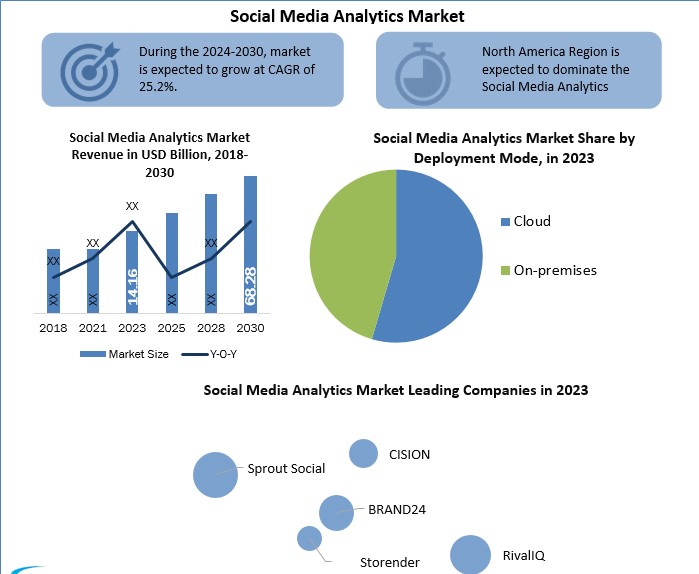 Social Media Analytics Market
During the 2024-2030, market
is expected to grow at CAGR of
25.2%.
North America Region is
expected to dominate the
Social Media Analytics
Social Media Analytics Market
Revenue in USD Billion, 2018-
2030
XX
XX
XX
XX
XX
XX
14.16
XX
XX
68.28
2018 2021 2023 2025 2028 2030
Market Size Y-O-Y
Social Media Analytics Market Share by
Deployment Mode, in 2023
Cloud
On-premises
Social Media Analytics Market Leading Companies in 2023
CISION
Sprout Social
BRAND24
RivalIQ
Storender